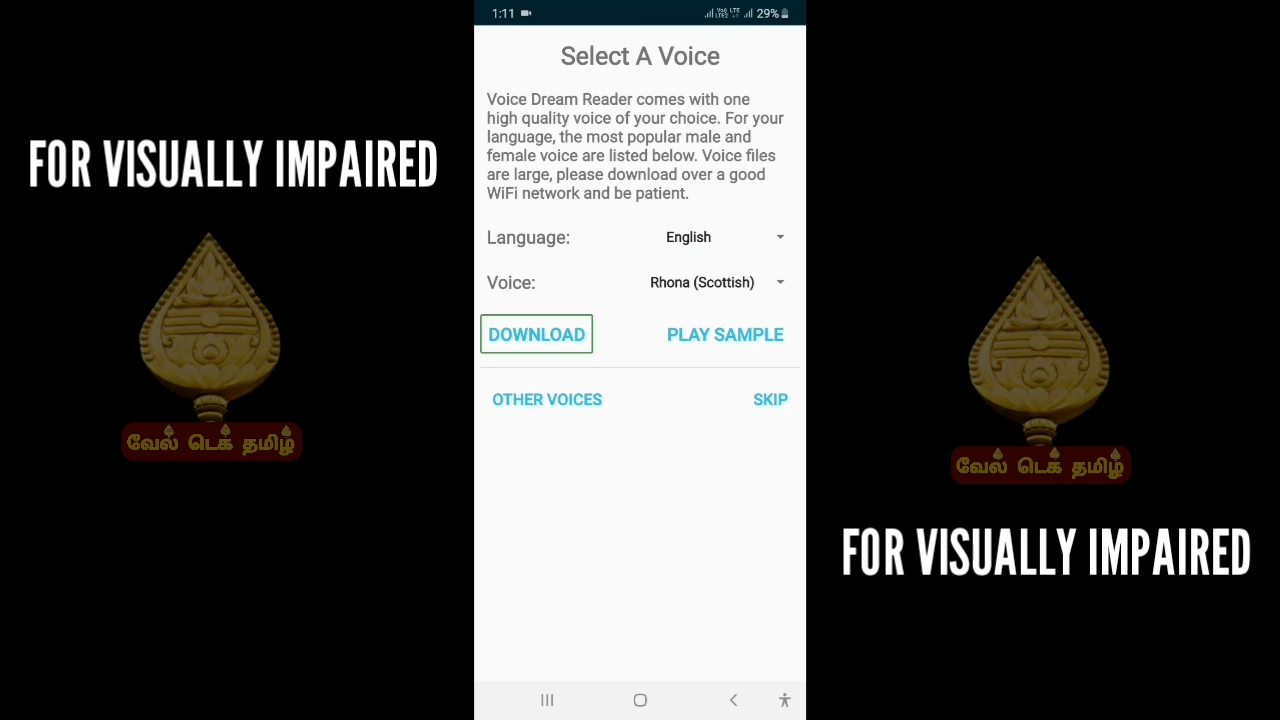 FOR VISUALLY IMPAIRED
வேல் டெக் தமிழ்
1:11
VoO LTE
LTE2
29%
Select A Voice
Voice Dream Reader comes with one
high quality voice of your choice. For your
language, the most popular male and
female voice are listed below. Voice files
are large, please download over a good
WiFi network and be patient.
Language: English
Voice: Rhona (Scottish)
DOWNLOAD PLAY SAMPLE
OTHER VOICES SKIP
வேல் டெக் தமிழ்
FOR VISUALLY IMPAIRED